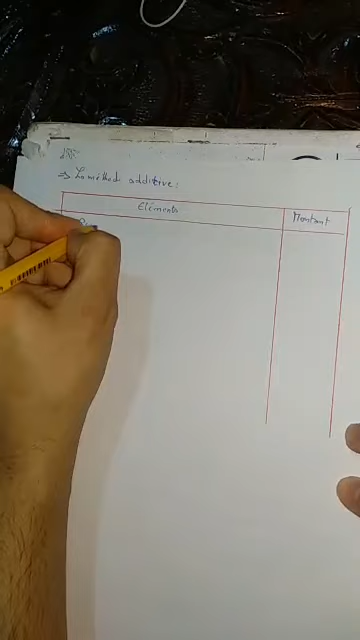 ⇒ La méthode additive :
Eléments
Montant